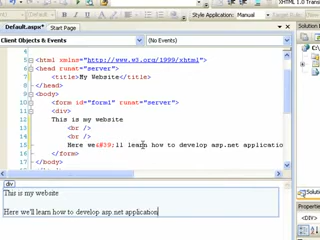 Style Application: Manual
XHTML 1.0 Tra
Default.aspx* Start Page
Client Objects & Events (No Events)
5 <html xmlns="http://www.w3.org/1999/xhtml">
6 <head runat="server">
7 <title>My Website</title>
8 </head>
9 <body>
10 <form id="form1" runat="server">
11 <div>
12 This is my website
13 <br />
14 <br />
15 Here we&#39;ll learn how to develop asp.net applicatio
16 </form>
17 </body>
<div>
This is my website
Here we'll learn how to develop asp.net application
Properties
<DIV>